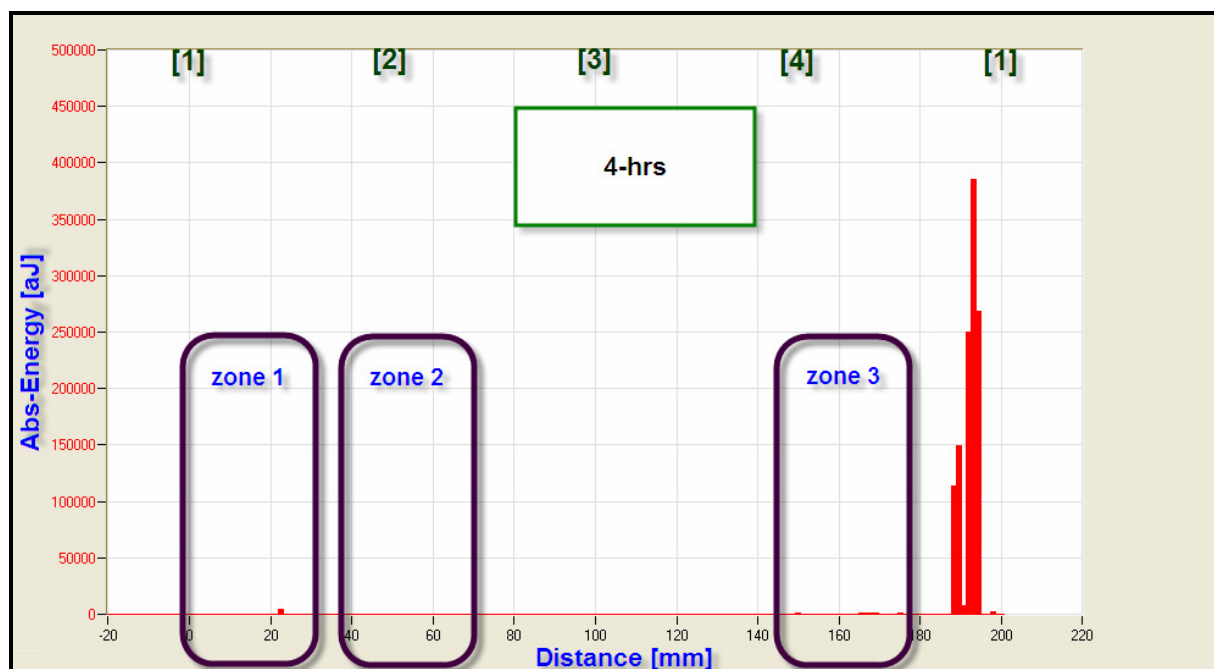 [1] [2] [3] [4] [1]
500000
450000
400000
350000
300000
250000
200000
150000
100000
50000
0
Abs-Energy [aJ]
4-hrs
zone 1 zone 2 zone 3
-20 0 20 40 60 80 100 120 140 160 180 200 220
Distance [mm]